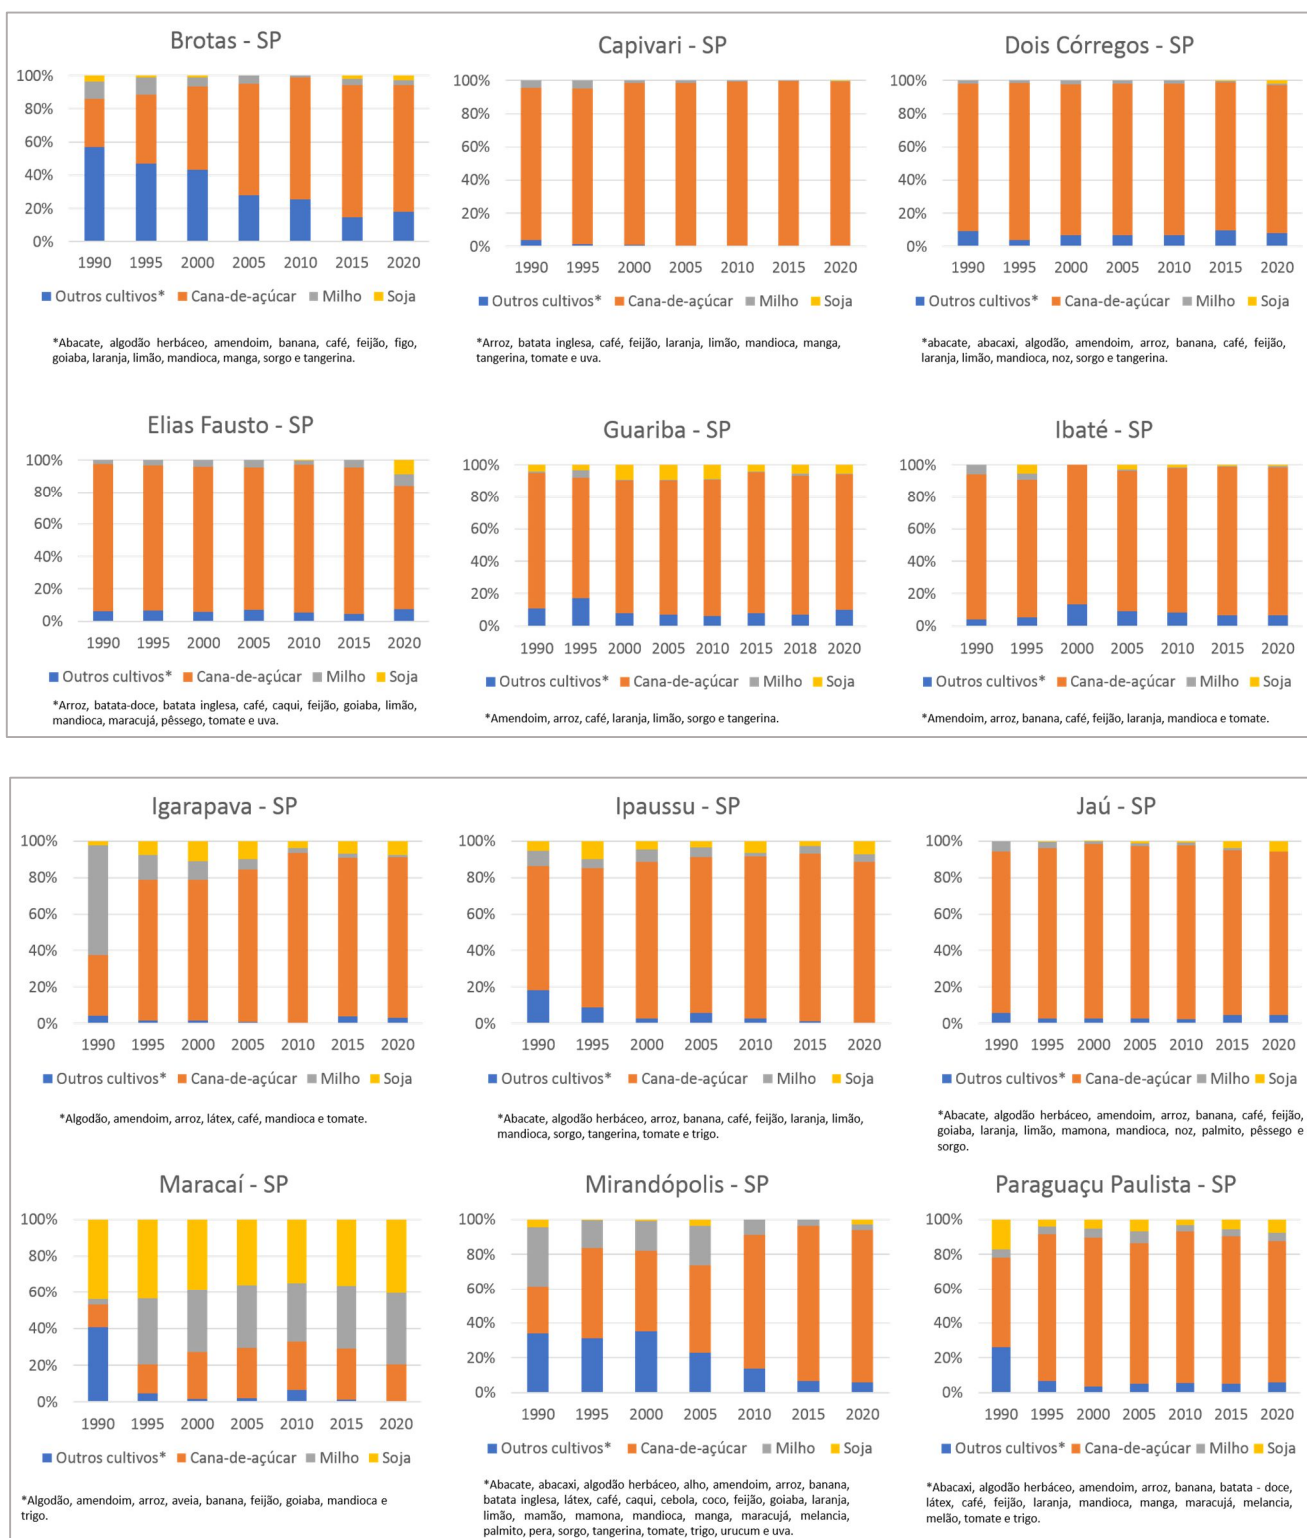 Brotas - SP
100%
80%
60%
40%
20%
0%
1990 1995 2000 2005 2010 2015 2020
Outros cultivos* Cana-de-açúcar Milho Soja
*Abacate, algodão herbáceo, amendoim, banana, café, feijão, figo,
goiaba, laranja, limão, mandioca, manga, sorgo e tangerina.
Capivari - SP
100%
80%
60%
40%
20%
0%
1990 1995 2000 2005 2010 2015 2020
Outros cultivos* Cana-de-açúcar Milho Soja
*Arroz, batata inglesa, café, feijão, laranja, limão, mandioca, manga,
tangerina, tomate e uva.
Dois Córregos - SP
100%
80%
60%
40%
20%
0%
1990 1995 2000 2005 2010 2015 2020
Outros cultivos* Cana-de-açúcar Milho Soja
*abacate, abacaxi, algodão, amendoim, arroz, banana, café, feijão,
laranja, limão, mandioca, noz, sorgo e tangerina.
Elias Fausto - SP
100%
80%
60%
40%
20%
0%
1990 1995 2000 2005 2010 2015 2020
Outros cultivos* Cana-de-açúcar Milho Soja
*Arroz, batata-doce, batata inglesa, café, caqui, feijão, goiaba, limão,
mandioca, maracujá, pêssego, tomate e uva.
Guariba - SP
100%
80%
60%
40%
20%
0%
1990 1995 2000 2005 2010 2015 2018 2020
Outros cultivos* Cana-de-açúcar Milho Soja
*Amendoim, arroz, café, laranja, limão, sorgo e tangerina.
Ibaté - SP
100%
80%
60%
40%
20%
0%
1990 1995 2000 2005 2010 2015 2020
Outros cultivos* Cana-de-açúcar Milho Soja
*Amendoim, arroz, banana, café, feijão, laranja, mandioca e tomate.
Igarapava - SP
100%
80%
60%
40%
20%
0%
1990 1995 2000 2005 2010 2015 2020
Outros cultivos* Cana-de-açúcar Milho Soja
*Algodão, amendoim, arroz, látex, café, mandioca e tomate.
Ipaussu - SP
100%
80%
60%
40%
20%
0%
1990 1995 2000 2005 2010 2015 2020
Outros cultivos* Cana-de-açúcar Milho Soja
*Abacate, algodão herbáceo, arroz, banana, café, feijão, laranja, limão,
mandioca, sorgo, tangerina, tomate e trigo.
Jaú - SP
100%
80%
60%
40%
20%
0%
1990 1995 2000 2005 2010 2015 2020
Outros cultivos* Cana-de-açúcar Milho Soja
*Abacate, algodão herbáceo, amendoim, arroz, banana, café, feijão,
goiaba, laranja, limão, mamona, mandioca, noz, palmito, pêssego e
sorgo.
Maracaí - SP
100%
80%
60%
40%
20%
0%
1990 1995 2000 2005 2010 2015 2020
Outros cultivos* Cana-de-açúcar Milho Soja
*Algodão, amendoim, arroz, aveia, banana, feijão, goiaba, mandioca e
trigo.
Mirandópolis - SP
100%
80%
60%
40%
20%
0%
1990 1995 2000 2005 2010 2015 2020
Outros cultivos* Cana-de-açúcar Milho Soja
*Abacate, abacaxi, algodão herbáceo, alho, amendoim, arroz, banana,
batata inglesa, látex, café, caqui, cebola, coco, feijão, goiaba, laranja,
limão, mamão, mamona, mandioca, manga, maracujá, melancia,
palmito, pera, sorgo, tangerina, tomate, trigo, urucum e uva.
Paraguaçu Paulista - SP
100%
80%
60%
40%
20%
0%
1990 1995 2000 2005 2010 2015 2020
Outros cultivos* Cana-de-açúcar Milho Soja
*Abacaxi, algodão herbáceo, amendoim, arroz, banana, batata - doce,
látex, café, feijão, laranja, mandioca, manga, maracujá, melancia,
melão, tomate e trigo.